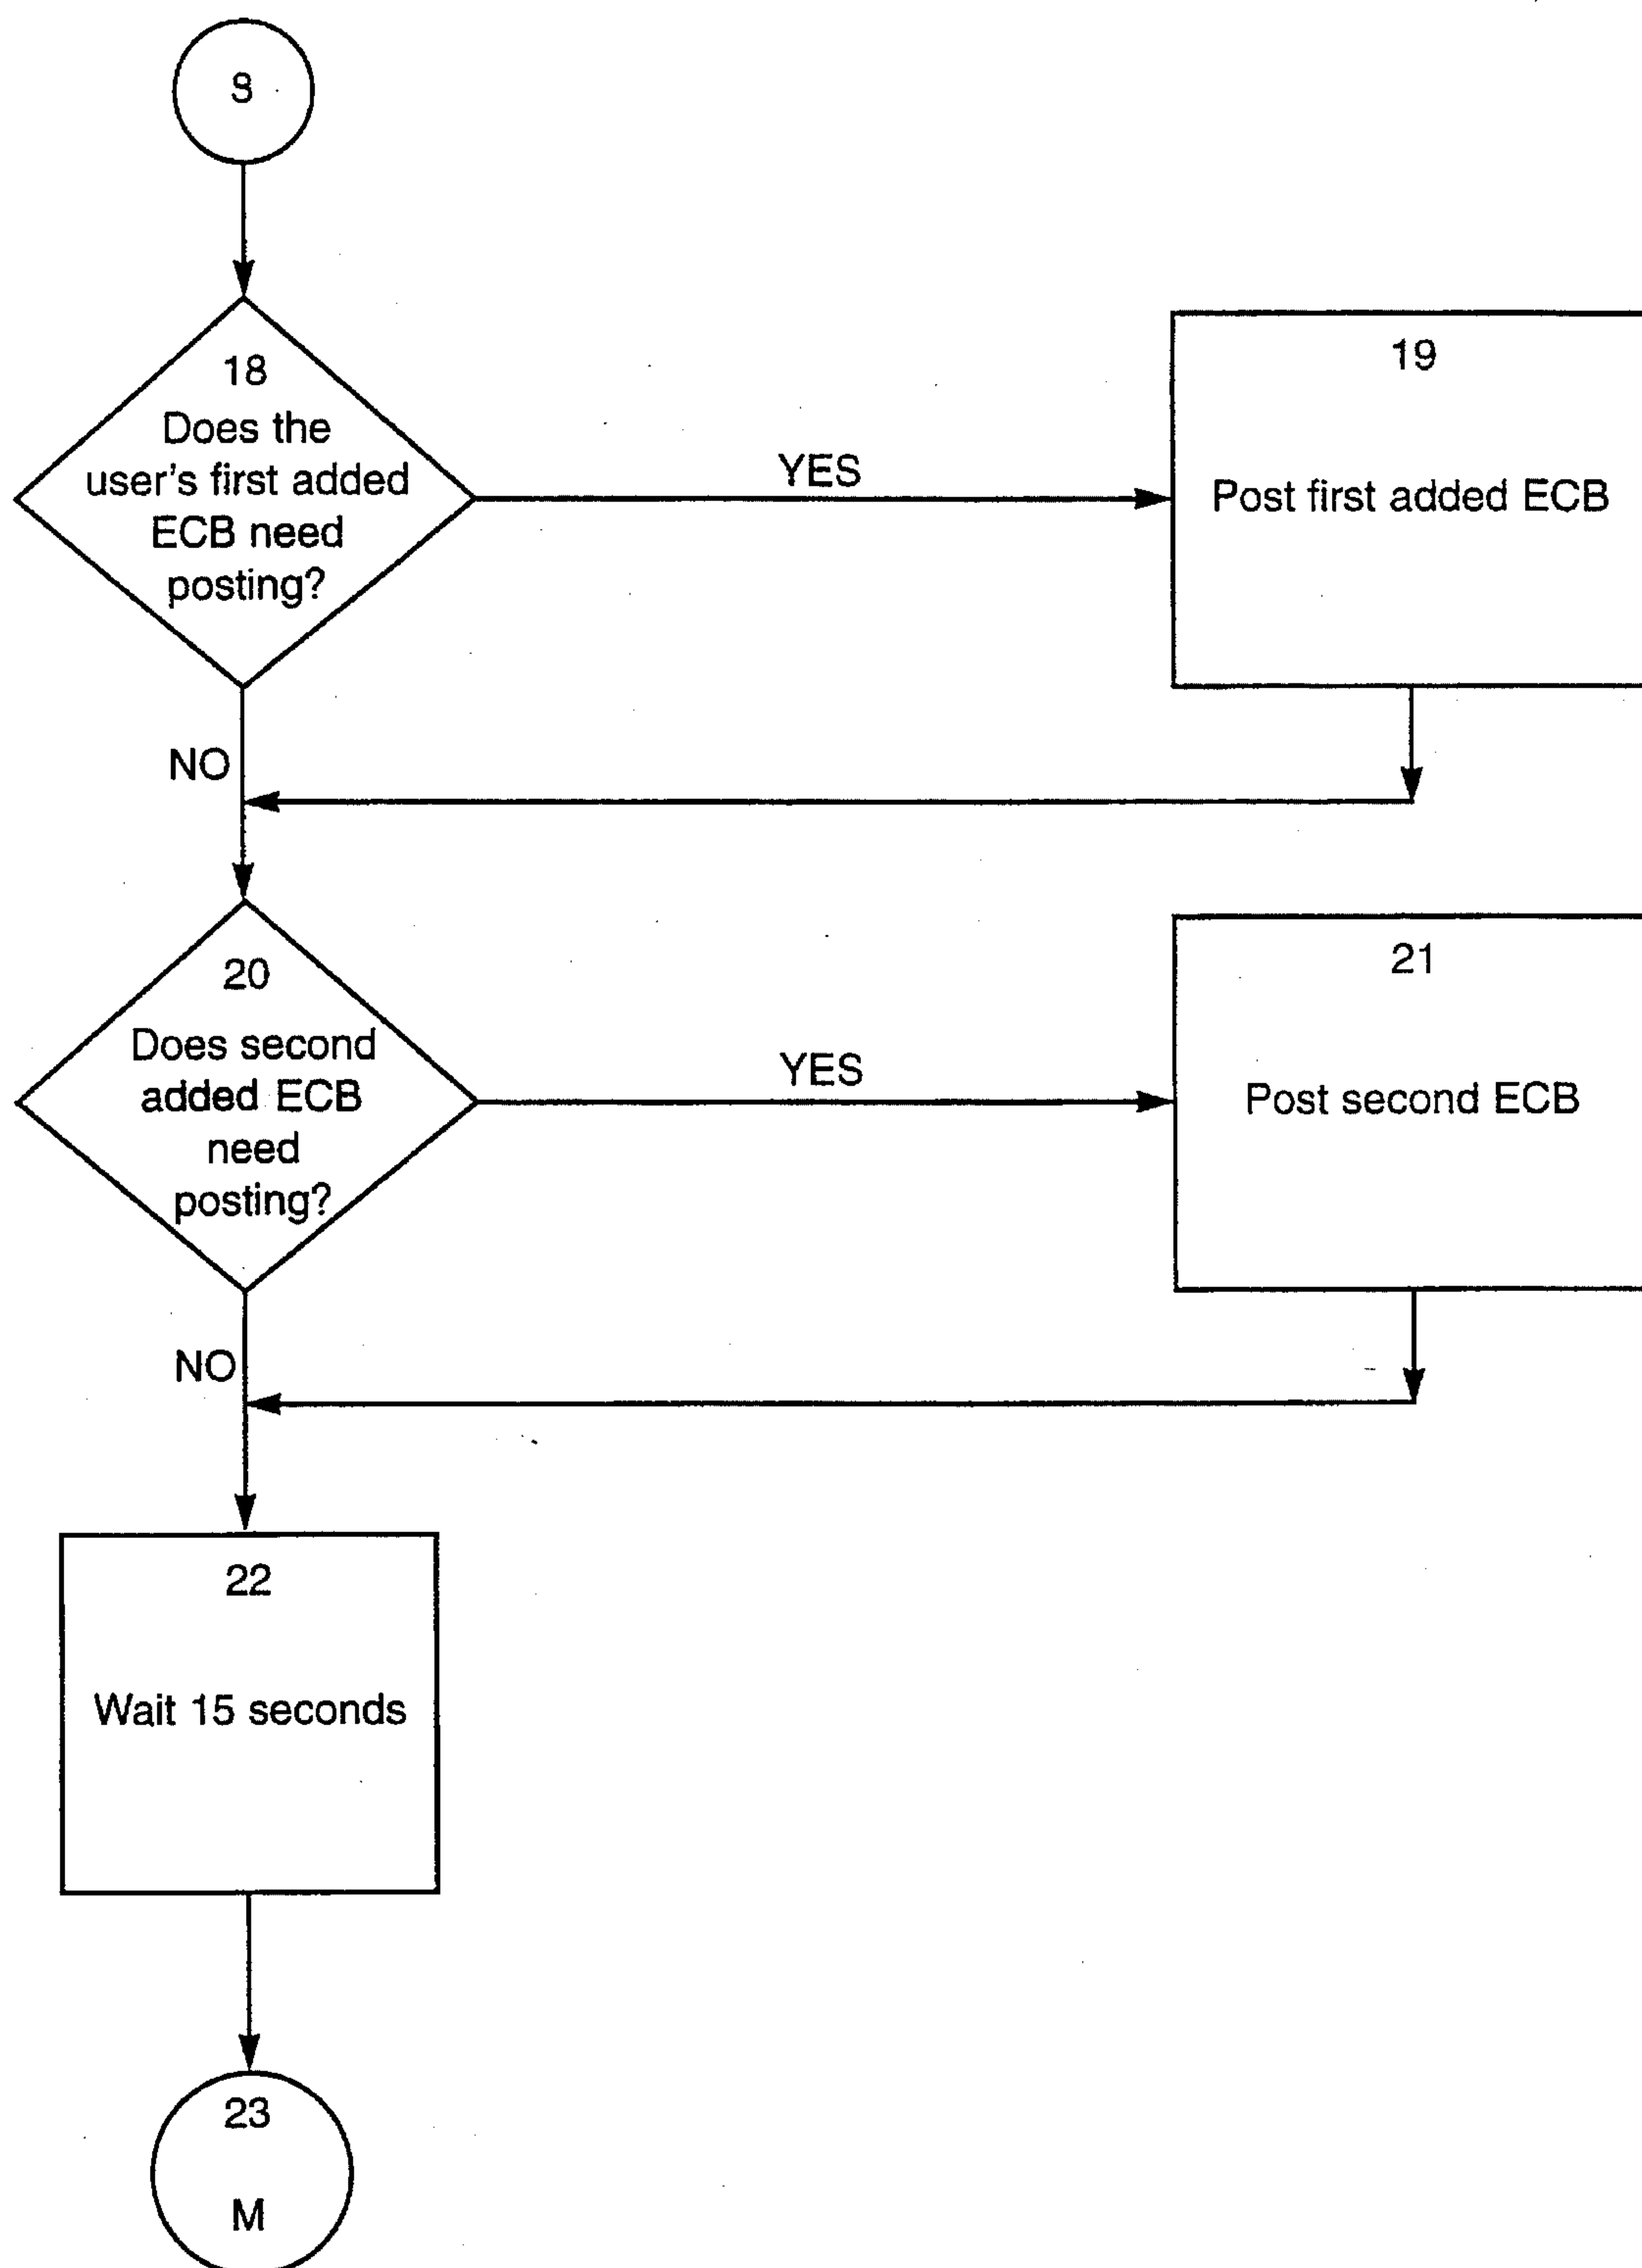 S
18
Does the
user's first added
ECB need
posting?
YES
19
Post first added ECB
NO
20
Does second
added ECB
need
posting?
YES
21
Post second ECB
NO
22
Wait 15 seconds
23
M